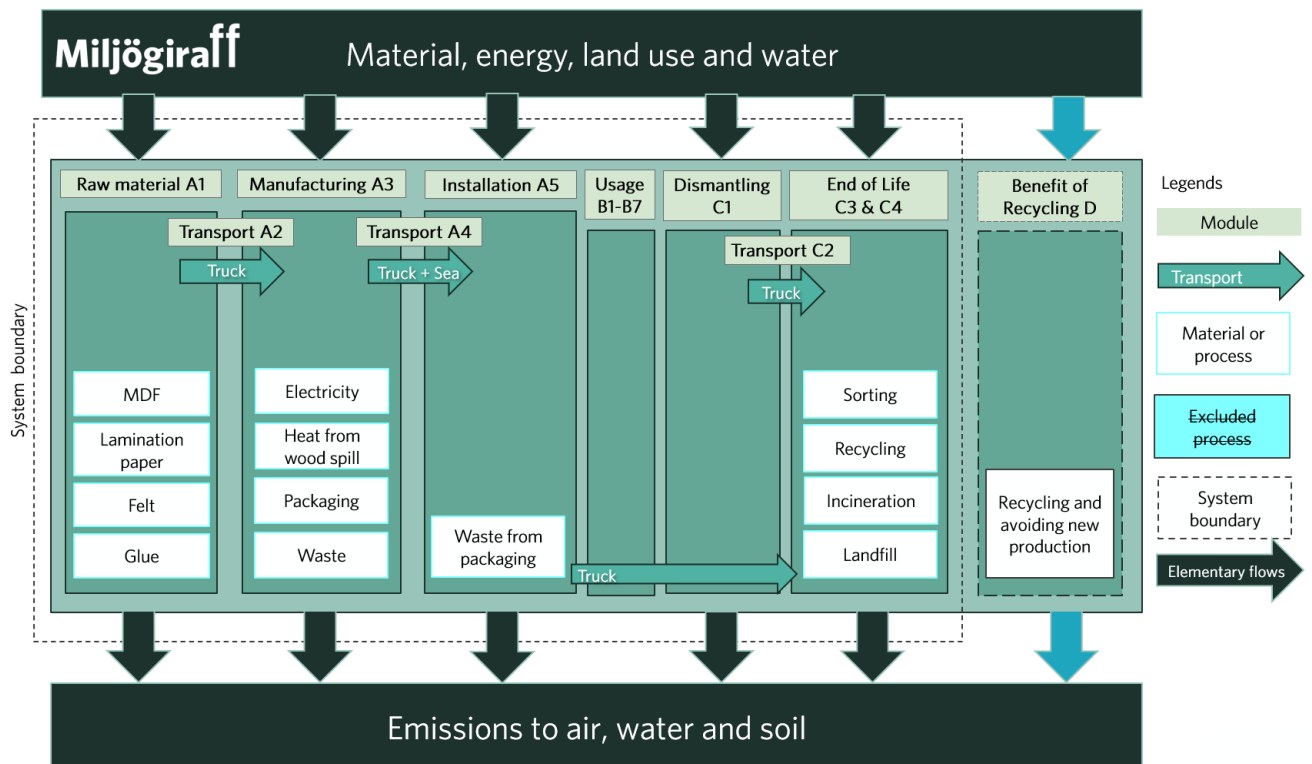 Miljögiraff
Material, energy, land use and water
System boundary
Raw material A1
Manufacturing A3
Installation A5
Usage
B1-B7
Dismantling
C1
End of Life
C3 & C4
Benefit of
Recycling D
Transport A2
Truck
Transport A4
Truck + Sea
Transport C2
Truck
MDF
Lamination
paper
Felt
Glue
Electricity
Heat from
wood spill
Packaging
Waste
Waste from
packaging
Truck
Sorting
Recycling
Incineration
Landfill
Recycling and
avoiding new
production
Legends
Module
Transport
Material or
process
Excluded
process
System
boundary
Elementary flows
Emissions to air, water and soil